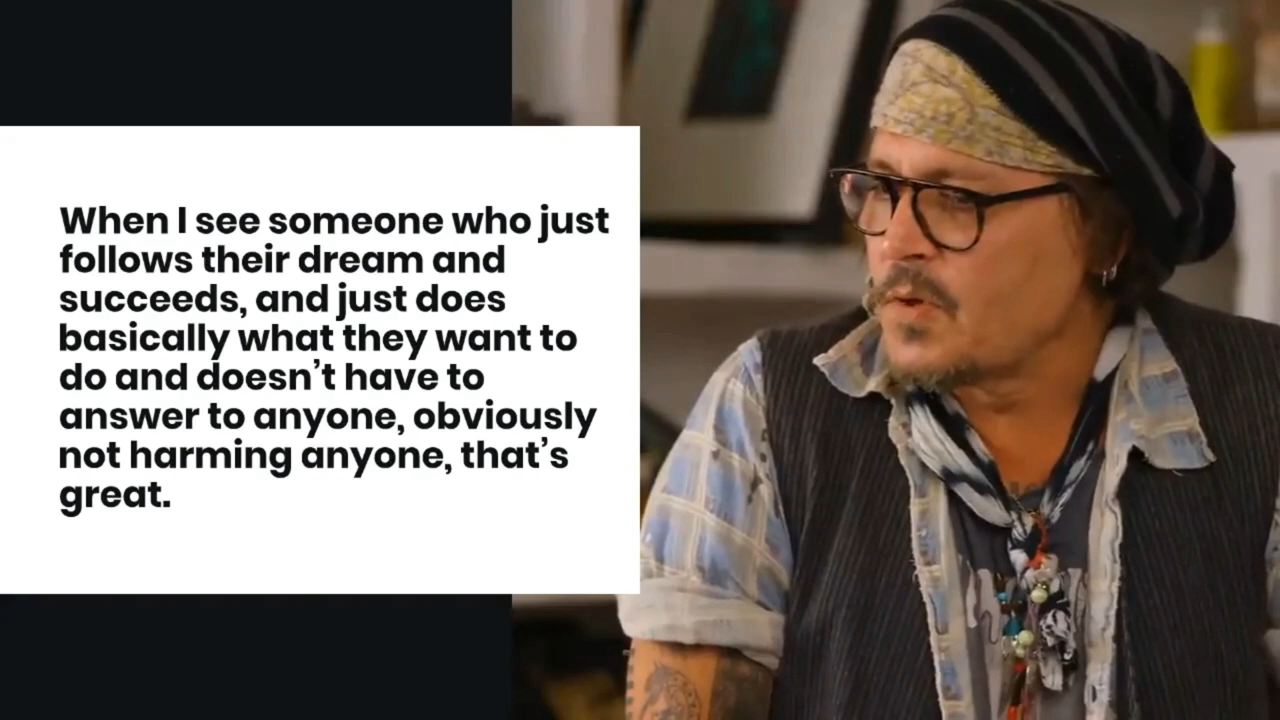 When I see someone who just
follows their dream and
succeeds, and just does
basically what they want to
do and doesn’t have to
answer to anyone, obviously
not harming anyone, that’s
great.